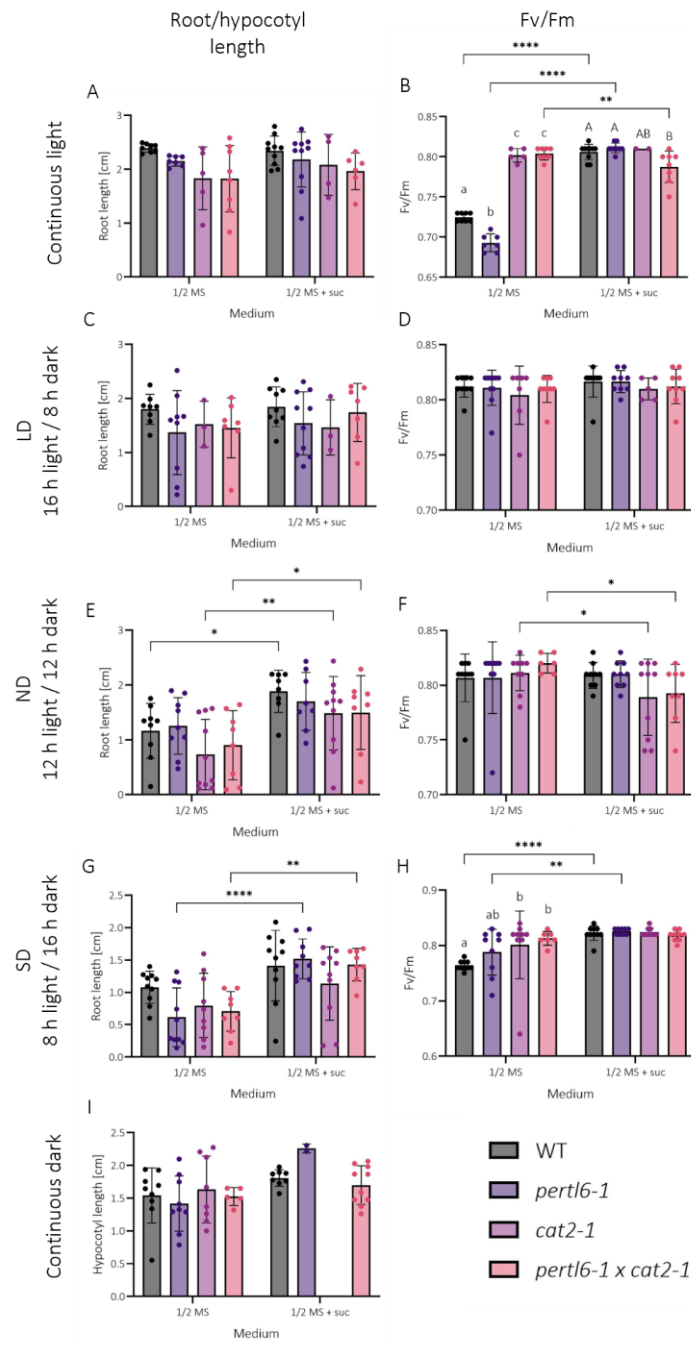 Root/hypocotyl
length
Fv/Fm
Continuous light
A
Root length [cm]
3
2
1
0
1/2 MS
1/2 MS + suc
Medium
B
****
****
**
a
b
c
c
A
A
AB
B
Fv/Fm
0.85
0.80
0.75
0.70
0.65
1/2 MS
1/2 MS + suc
Medium
LD
16 h light / 8 h dark
C
Root length [cm]
3
2
1
0
1/2 MS
1/2 MS + suc
Medium
D
Fv/Fm
0.85
0.80
0.75
0.70
1/2 MS
1/2 MS + suc
Medium
ND
12 h light / 12 h dark
E
*
**
*
Root length [cm]
3
2
1
0
1/2 MS
1/2 MS + suc
Medium
F
*
*
Fv/Fm
0.85
0.80
0.75
0.70
1/2 MS
1/2 MS + suc
Medium
SD
8 h light / 16 h dark
G
**
****
Root length [cm]
2.5
2.0
1.5
1.0
0.5
0.0
1/2 MS
1/2 MS + suc
Medium
H
****
**
a
ab
b
b
Fv/Fm
0.9
0.8
0.7
0.6
1/2 MS
1/2 MS + suc
Medium
Continuous dark
I
Hypocotyl length [cm]
2.5
2.0
1.5
1.0
0.5
0.0
1/2 MS
1/2 MS + suc
Medium
WT
pertl6-1
cat2-1
pertl6-1 x cat2-1